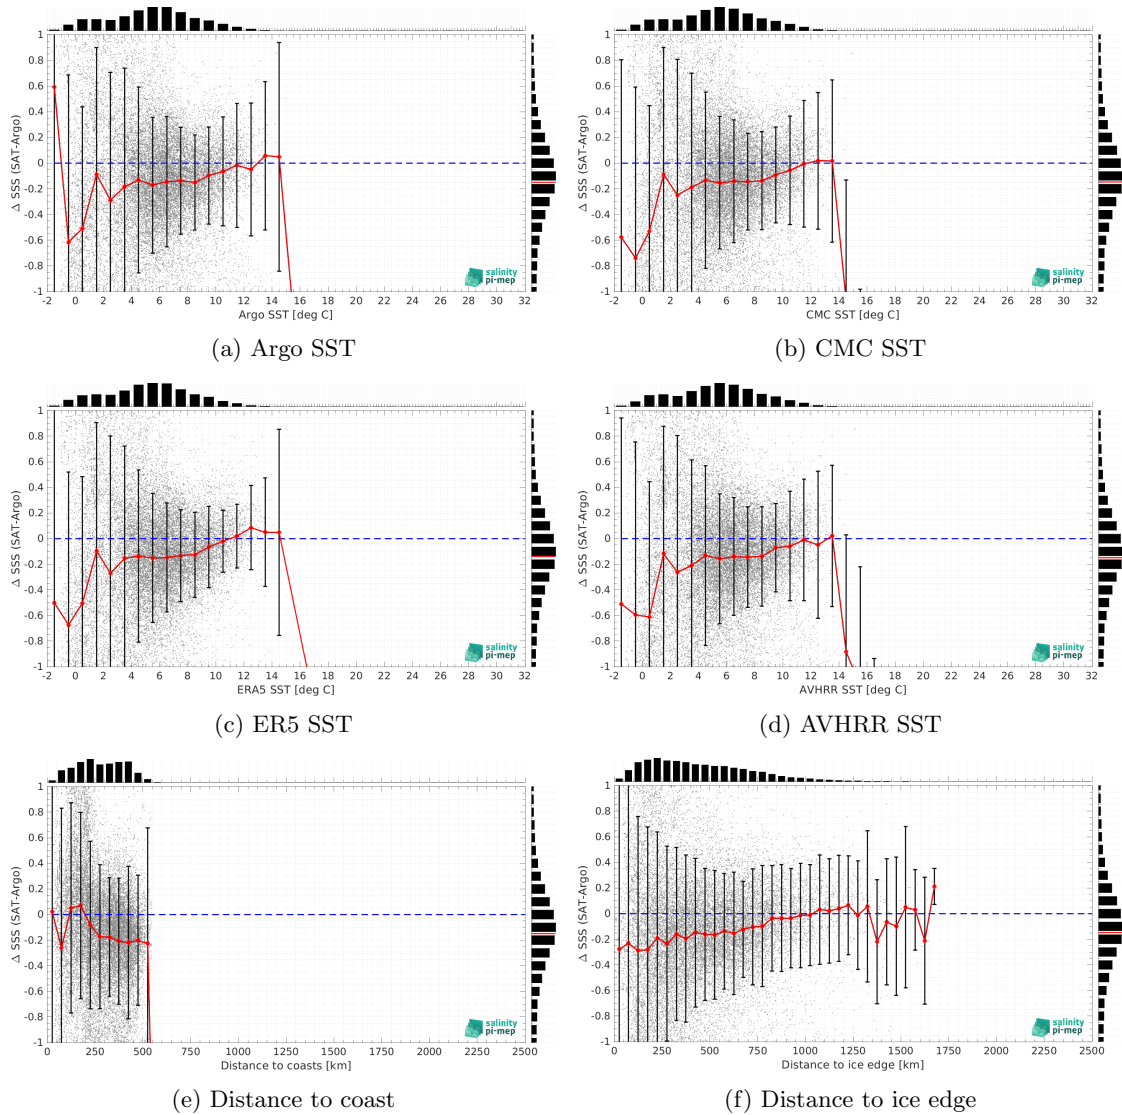 1
0.8
0.6
0.4
0.2
0
-0.2
-0.4
-0.6
-0.8
-1
Δ SSS (SAT-Argo)
-2 0 2 4 6 8 10 12 14 16 18 20 22 24 26 28 30 32
Argo SST [deg C]
salinity
pi-mep
(a) Argo SST
1
0.8
0.6
0.4
0.2
0
-0.2
-0.4
-0.6
-0.8
-1
Δ SSS (SAT-Argo)
-2 0 2 4 6 8 10 12 14 16 18 20 22 24 26 28 30 32
CMC SST [deg C]
salinity
pi-mep
(b) CMC SST
1
0.8
0.6
0.4
0.2
0
-0.2
-0.4
-0.6
-0.8
-1
Δ SSS (SAT-Argo)
-2 0 2 4 6 8 10 12 14 16 18 20 22 24 26 28 30 32
ERA5 SST [deg C]
salinity
pi-mep
(c) ER5 SST
1
0.8
0.6
0.4
0.2
0
-0.2
-0.4
-0.6
-0.8
-1
Δ SSS (SAT-Argo)
-2 0 2 4 6 8 10 12 14 16 18 20 22 24 26 28 30 32
AVHRR SST [deg C]
salinity
pi-mep
(d) AVHRR SST
1
0.8
0.6
0.4
0.2
0
-0.2
-0.4
-0.6
-0.8
-1
Δ SSS (SAT-Argo)
0 250 500 750 1000 1250 1500 1750 2000 2250 2500
Distance to coasts [km]
salinity
pi-mep
(e) Distance to coast
1
0.8
0.6
0.4
0.2
0
-0.2
-0.4
-0.6
-0.8
-1
Δ SSS (SAT-Argo)
0 250 500 750 1000 1250 1500 1750 2000 2250 2500
Distance to ice edge [km]
salinity
pi-mep
(f) Distance to ice edge